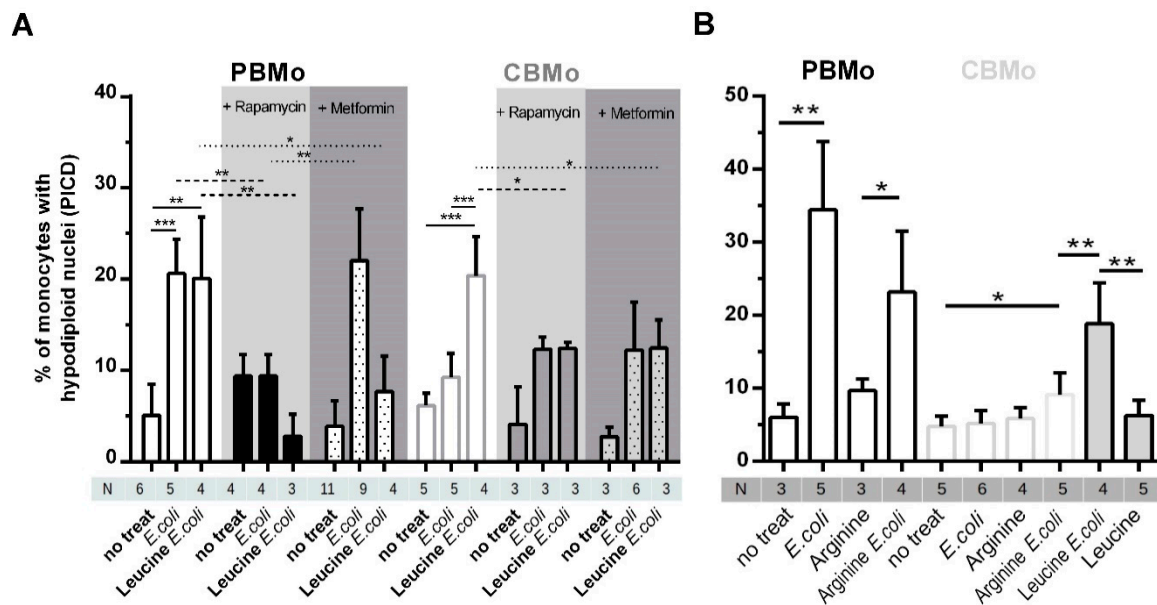 A
PBMo
CBMo
+ Rapamycin
+ Metformin
+ Rapamycin
+ Metformin
% of monocytes with
hypodiploid nuclei (PICD)
40
30
20
10
0
*
**
**
**
**
***
*
*
***
***
N 6 5 4 4 4 3 11 9 4 5 5 4 3 3 3 3 6 3
no treat
E.coli
Leucine E.coli
no treat
E.coli
Leucine E.coli
no treat
E.coli
Leucine E.coli
no treat
E.coli
Leucine E.coli
no treat
E.coli
Leucine E.coli
no treat
E.coli
Leucine E.coli
B
PBMo
CBMo
50
40
30
20
10
0
**
*
*
**
**
N 3 5 3 4 5 6 4 5 4 5
no treat
E.coli
Arginine
Arginine E.coli
no treat
E.coli
Arginine
Arginine E.coli
Leucine E.coli
Leucine